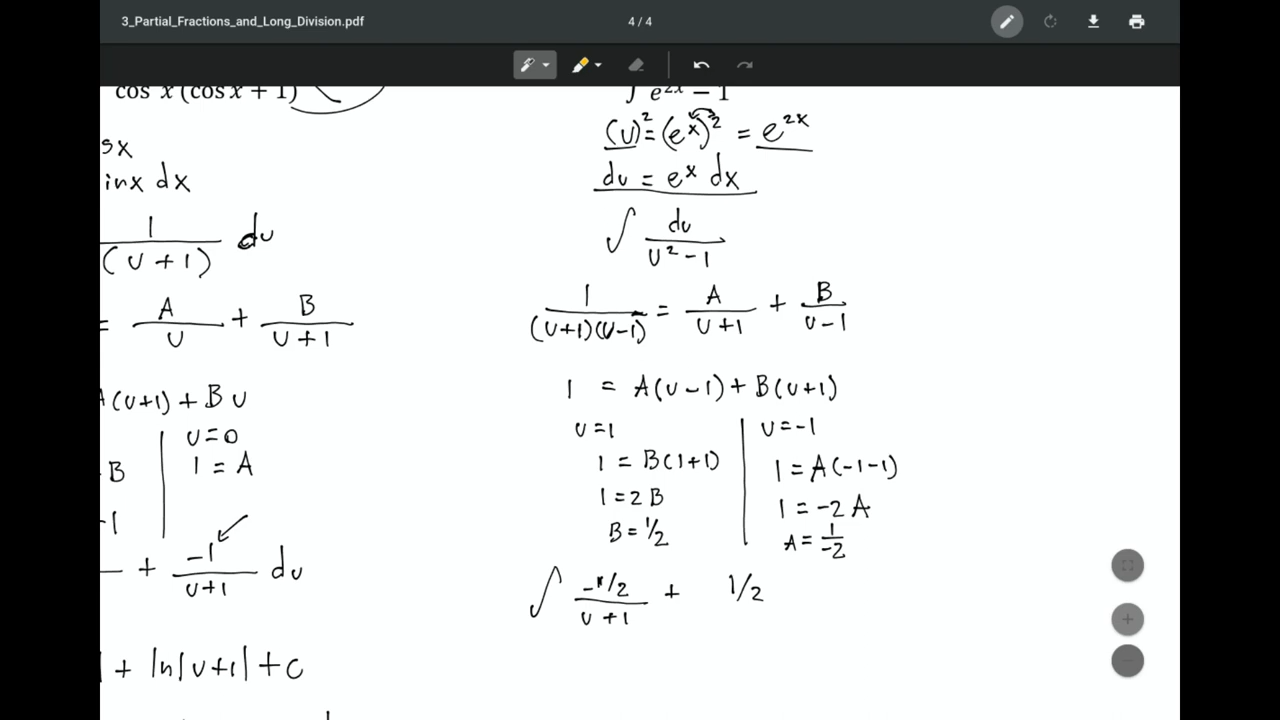 3_Partial_Fractions_and_Long_Division.pdf
4 / 4
cos x (cos x + 1)
sx
inx dx
1 / (u+1) du
= A/u + B/(u+1)
A(u+1) + Bu
u=0
B
1 = A
-1
+ -1/(u+1) du
+ ln|u+1| + c
∫ e^2x − 1
(u)² = (e^x)² = e^2x
du = e^x dx
∫ du/(u²-1)
1/((u+1)(u-1)) = A/(u+1) + B/(u-1)
1 = A(u-1) + B(u+1)
u=1
1 = B(1+1)
1=2B
B=1/2
u=-1
1=A(-1-1)
1=-2A
A=1/-2
∫ (-1/2)/(u+1) + 1/2